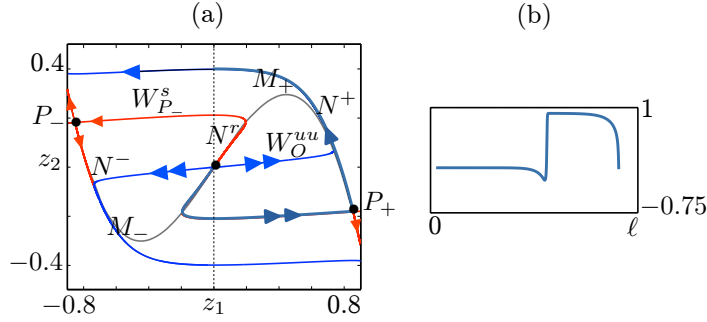 (a)
(b)
0.4
M₊
N⁺
W^s_{P₋}
1
P₋
N^r
W^{uu}_O
z₂
N⁻
P₊
M₋
−0.75
−0.4
0
ℓ
−0.8
z₁
0.8